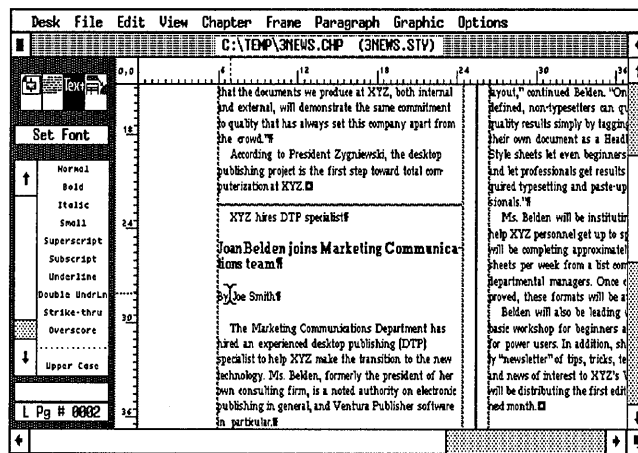 Desk File Edit View Chapter Frame Paragraph Graphic Options
C:\TEMP\3NEWS.CHP (3NEWS.STY)
0,0 6 12 18 24 30 36
Text
Set Font
Normal
Bold
Italic
Small
Superscript
Subscript
Underline
Double UndrLn
Strike-thru
Overscore
Upper Case
L Pg # 0002
18
24
30
36
that the documents we produce at XYZ, both internal
and external, will demonstrate the same commitment
to quality that has always set this company apart from
the crowd."¶
According to President Zygniewski, the desktop
publishing project is the first step toward total com-
puterization at XYZ.
XYZ hires DTP specialist¶
Joan Belden joins Marketing Communica-
tions team¶
By Joe Smith¶
The Marketing Communications Department has
hired an experienced desktop publishing (DTP)
specialist to help XYZ make the transition to the new
technology. Ms. Belden, formerly the president of her
own consulting firm, is a noted authority on electronic
publishing in general, and Ventura Publisher software
in particular.¶
layout," continued Belden. "On
defined, non-typesetters can qu
quality results simply by tagging
their own document as a Headl
Style sheets let even beginners
and let professionals get results
quired typesetting and paste-up
sionals."¶
Ms. Belden will be institutin
help XYZ personnel get up to sp
will be completing approximatel
sheets per week from a list com
departmental managers. Once
proved, these formats will be a
Belden will also be leading
basic workshop for beginners a
for power users. In addition, sh
ly "newsletter" of tips, tricks, te
and news of interest to XYZ's V
will be distributing the first edit
next month.